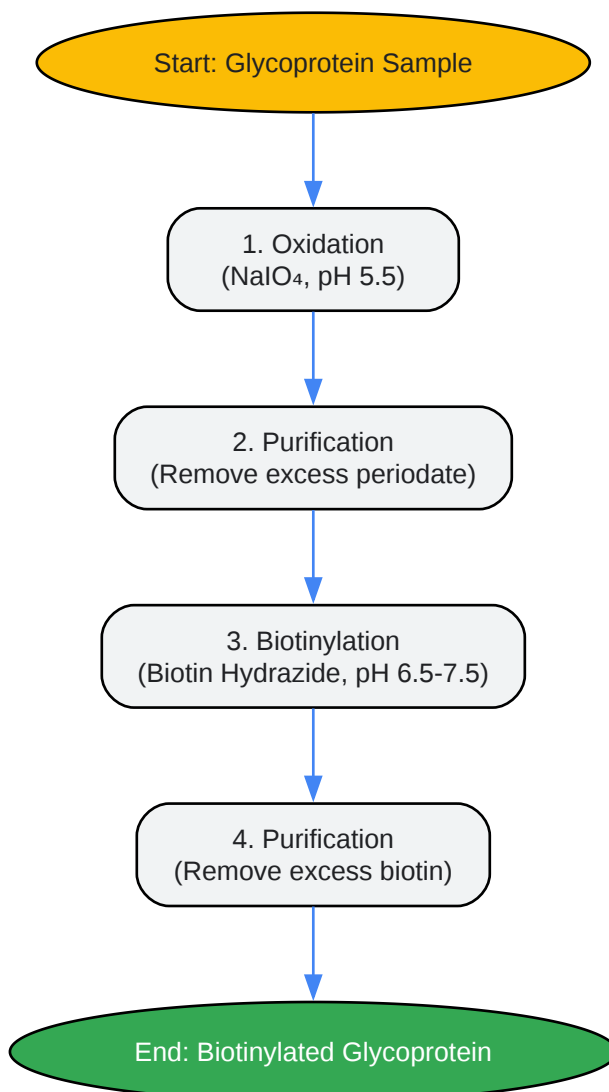 Start: Glycoprotein Sample
1. Oxidation
(NaIO₄, pH 5.5)
2. Purification
(Remove excess periodate)
3. Biotinylation
(Biotin Hydrazide, pH 6.5-7.5)
4. Purification
(Remove excess biotin)
End: Biotinylated Glycoprotein